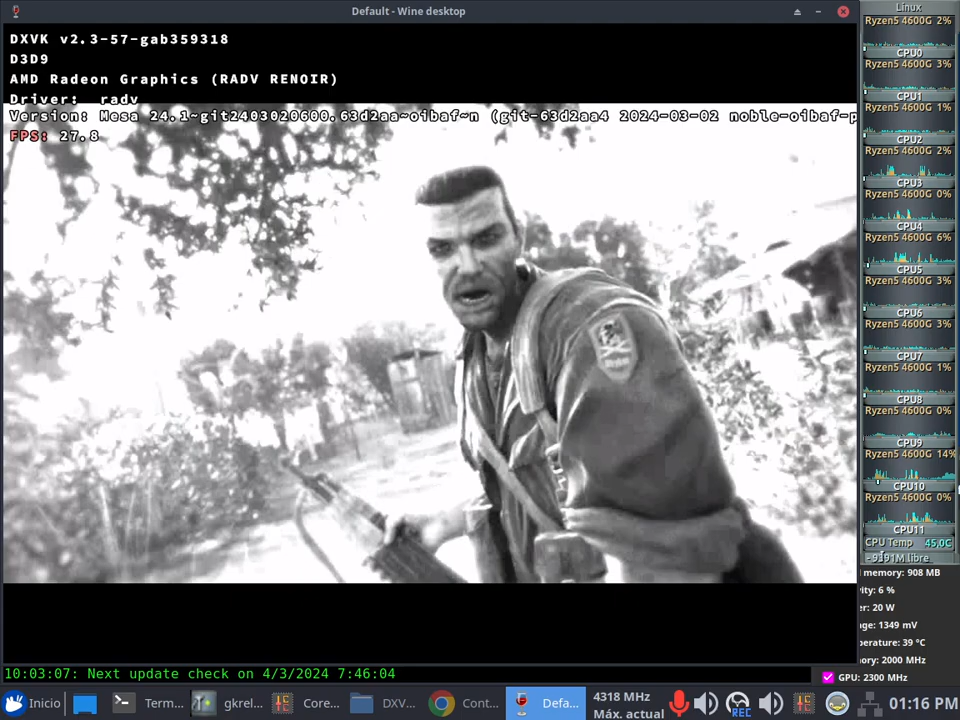 Default - Wine desktop
DXVK v2.3-57-gab359318
D3D9
AMD Radeon Graphics (RADV RENOIR)
Driver: radv
Version: Mesa 24.1~git2403020600.63d2aa~oibaf~n (git-63d2aa4 2024-03-02 noble-oibaf-p
FPS: 27.8
10:03:07: Next update check on 4/3/2024 7:46:04
Linux
Ryzen5 4600G 2%
CPU0
Ryzen5 4600G 3%
CPU1
Ryzen5 4600G 1%
CPU2
Ryzen5 4600G 2%
CPU3
Ryzen5 4600G 0%
CPU4
Ryzen5 4600G 6%
CPU5
Ryzen5 4600G 3%
CPU6
Ryzen5 4600G 3%
CPU7
Ryzen5 4600G 1%
CPU8
Ryzen5 4600G 0%
CPU9
Ryzen5 4600G 14%
CPU10
Ryzen5 4600G 0%
CPU11
CPU Temp 45.0C
libre
memory: 908 MB
vity: 6 %
er: 20 W
age: 1349 mV
perature: 39 °C
nory: 2000 MHz
GPU: 2300 MHz
Inicio
Term...
gkrel...
Core...
DXV...
Cont...
Defa...
4318 MHz
Máx. actual
REC
01:16 PM